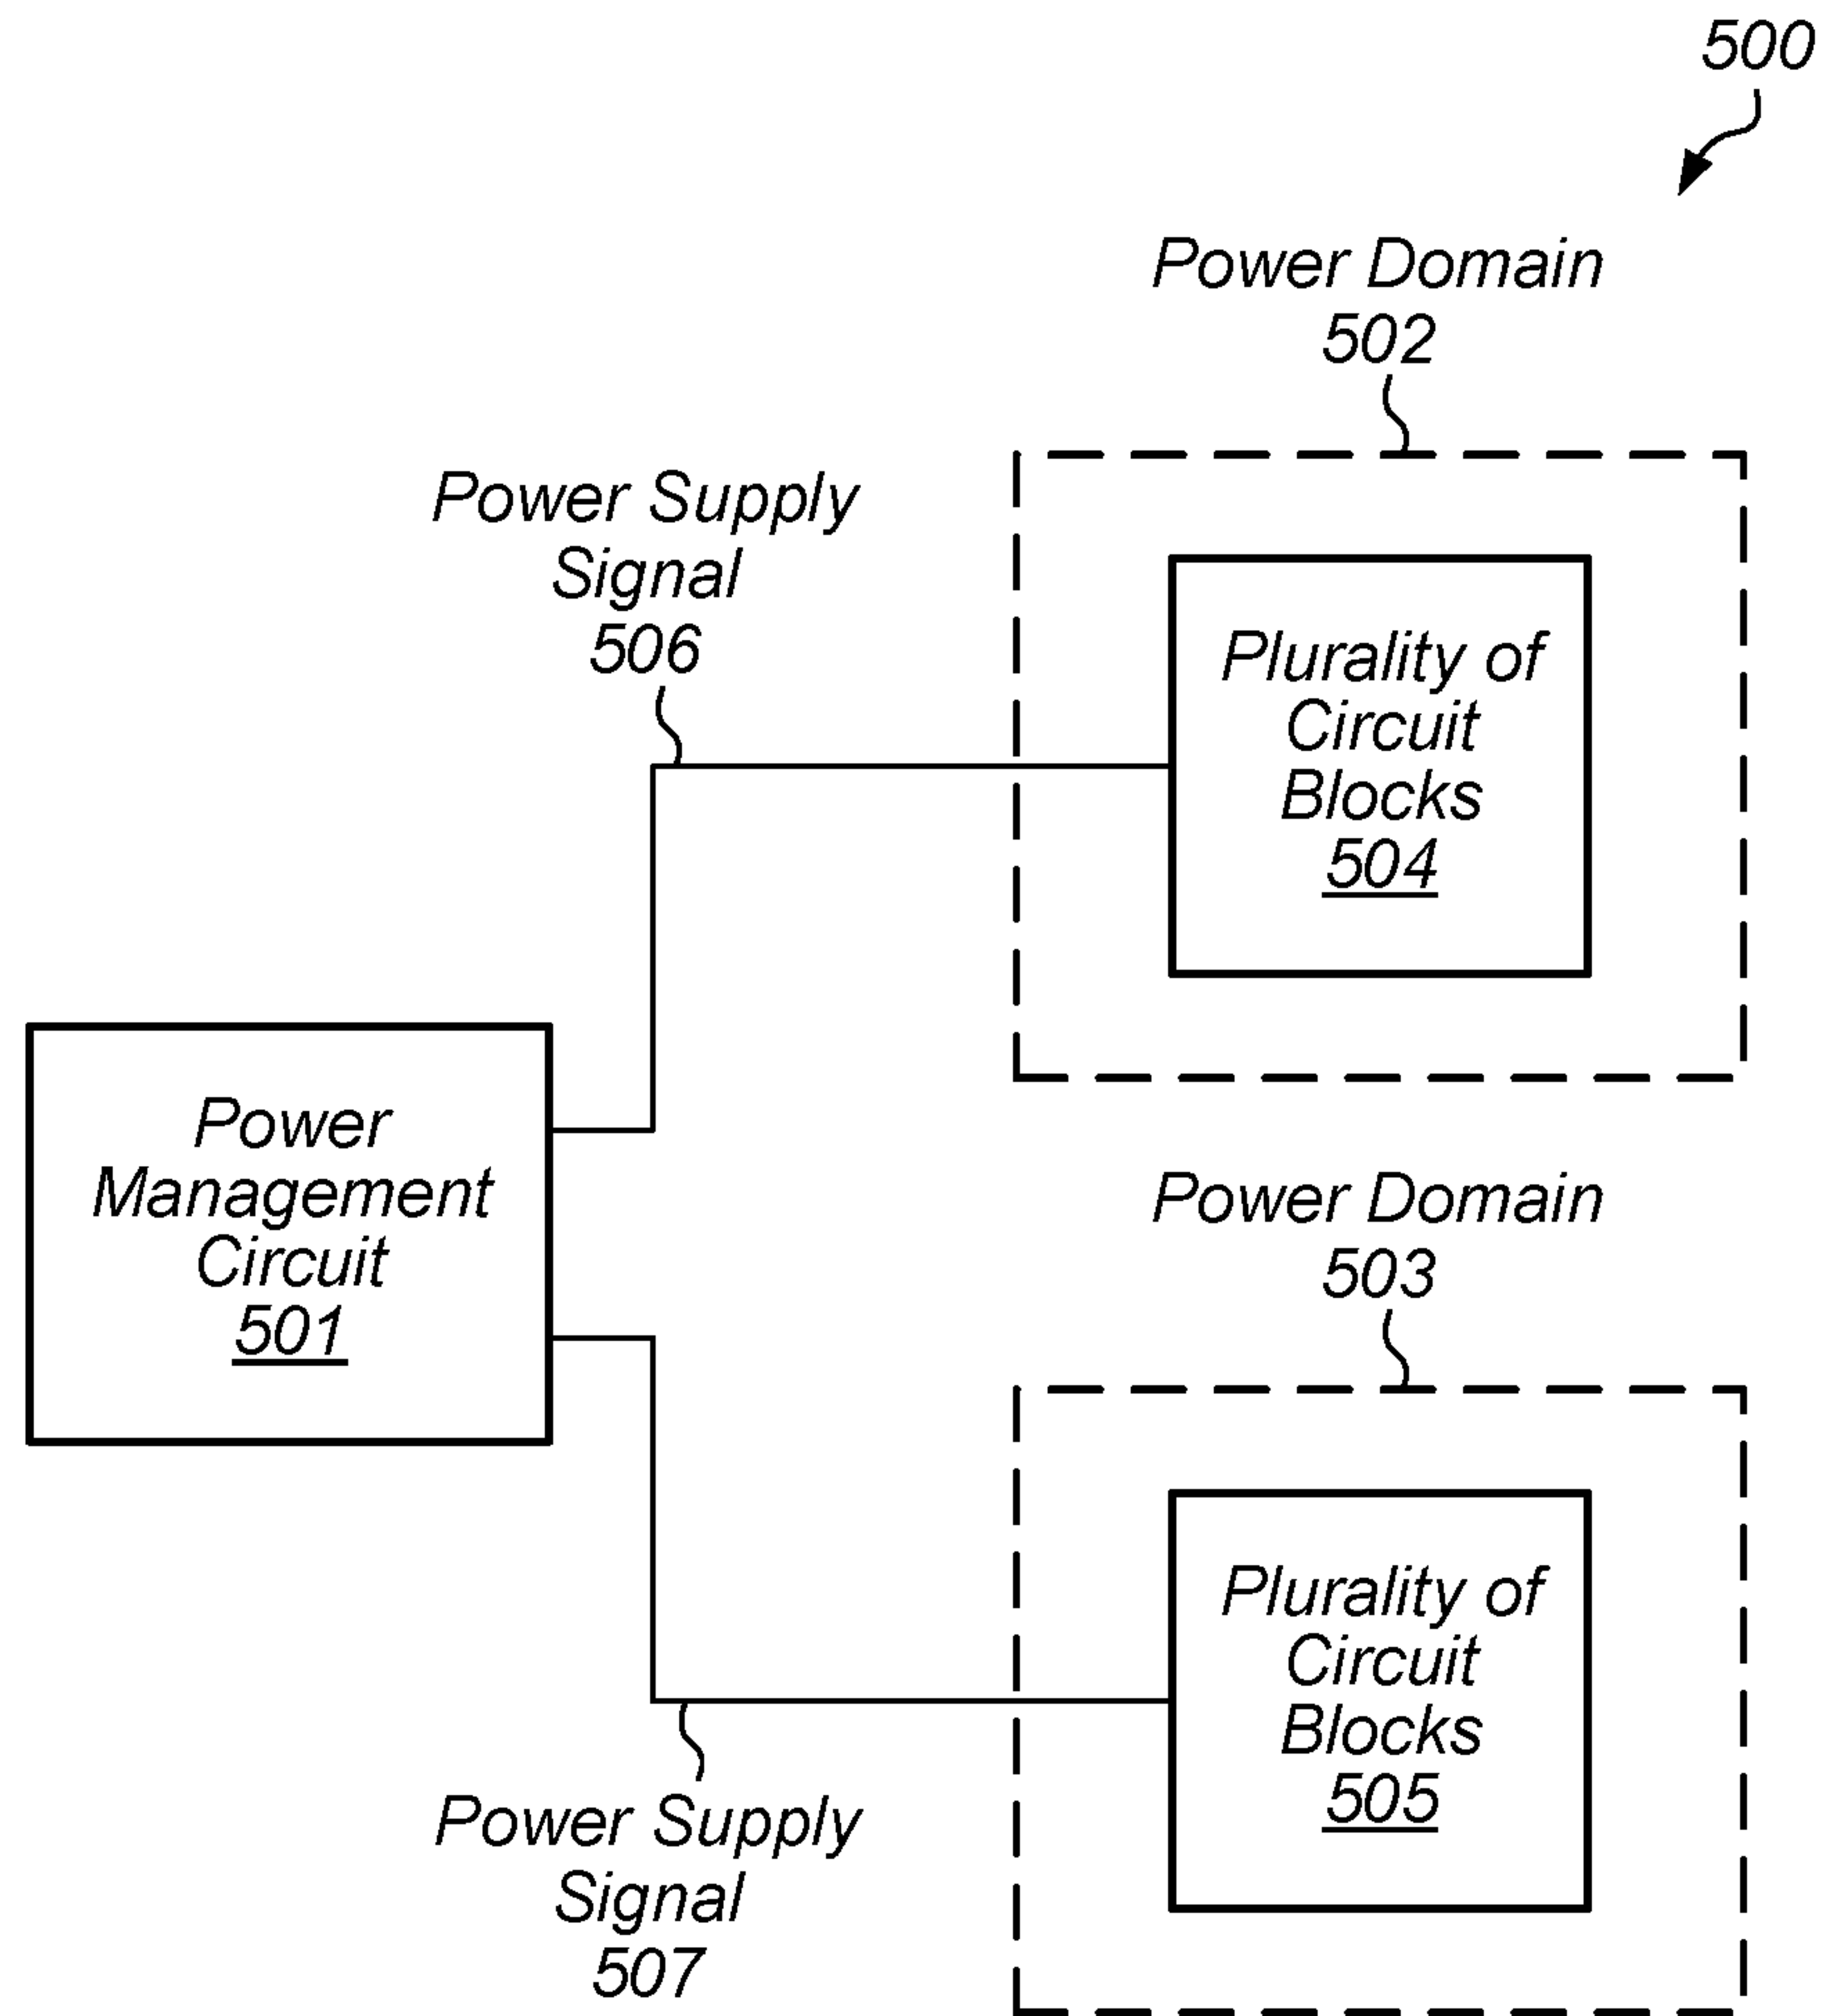 500
Power Domain
502
Power Supply
Signal
506
Plurality of
Circuit
Blocks
504
Power
Management
Circuit
501
Power Domain
503
Plurality of
Circuit
Blocks
505
Power Supply
Signal
507